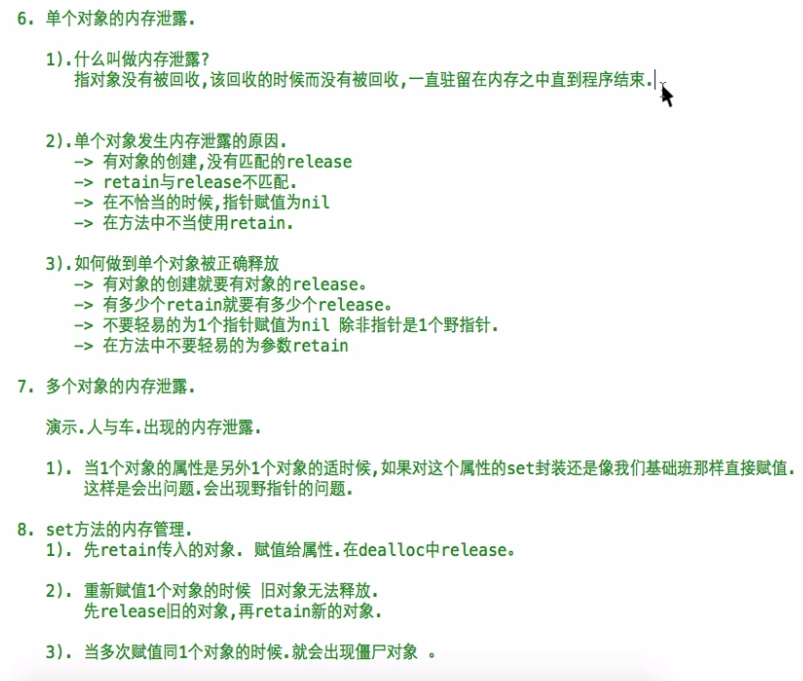 6. 单个对象的内存泄露.
1).什么叫做内存泄露?
指对象没有被回收,该回收的时候而没有被回收,一直驻留在内存之中直到程序结束.
2).单个对象发生内存泄露的原因.
-> 有对象的创建,没有匹配的release
-> retain与release不匹配.
-> 在不恰当的时候,指针赋值为nil
-> 在方法中不当使用retain.
3).如何做到单个对象被正确释放
-> 有对象的创建就要有对象的release。
-> 有多少个retain就要有多少个release。
-> 不要轻易的为1个指针赋值为nil 除非指针是1个野指针.
-> 在方法中不要轻易的为参数retain
7. 多个对象的内存泄露.
演示.人与车.出现的内存泄露.
1). 当1个对象的属性是另外1个对象的适时候,如果对这个属性的set封装还是像我们基础班那样直接赋值.
这样是会出问题.会出现野指针的问题.
8. set方法的内存管理.
1). 先retain传入的对象. 赋值给属性.在dealloc中release。
2). 重新赋值1个对象的时候 旧对象无法释放.
先release旧的对象,再retain新的对象.
3). 当多次赋值同1个对象的时候.就会出现僵尸对象 。